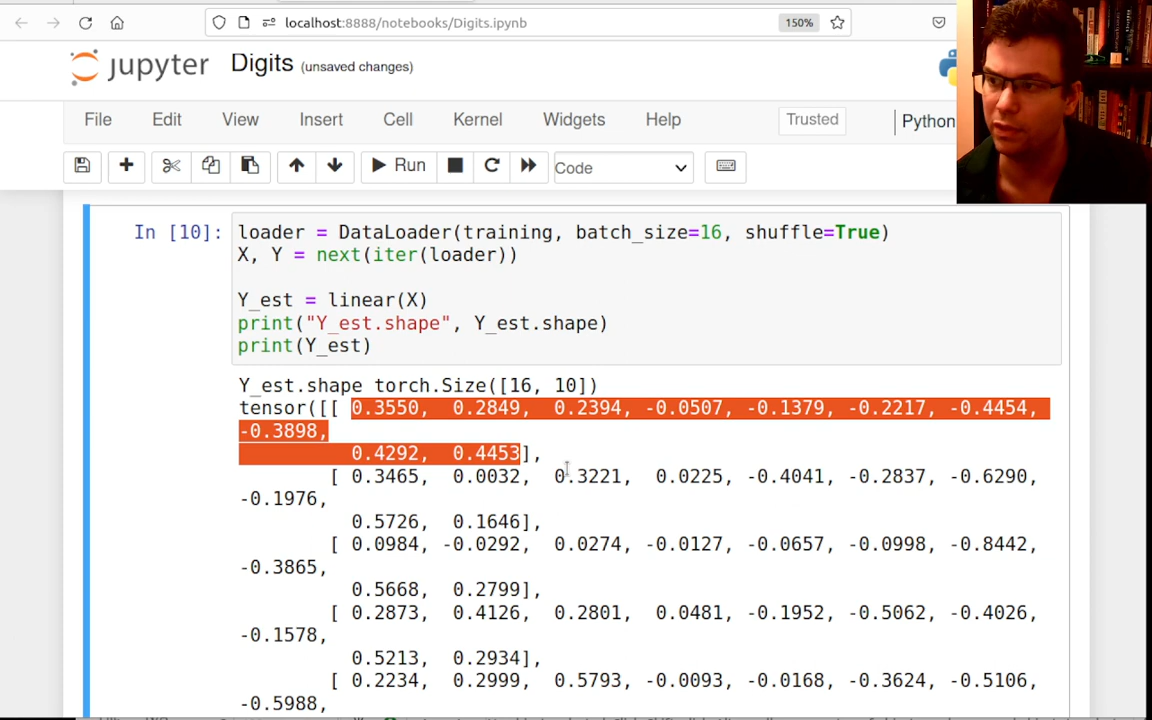 localhost:8888/notebooks/Digits.ipynb
150%
jupyter Digits (unsaved changes)
File Edit View Insert Cell Kernel Widgets Help Trusted Python
Run Code
In [10]: loader = DataLoader(training, batch_size=16, shuffle=True)
X, Y = next(iter(loader))
Y_est = linear(X)
print("Y_est.shape", Y_est.shape)
print(Y_est)
Y_est.shape torch.Size([16, 10])
tensor([[ 0.3550, 0.2849, 0.2394, -0.0507, -0.1379, -0.2217, -0.4454,
-0.3898,
0.4292, 0.4453],
[ 0.3465, 0.0032, 0.3221, 0.0225, -0.4041, -0.2837, -0.6290,
-0.1976,
0.5726, 0.1646],
[ 0.0984, -0.0292, 0.0274, -0.0127, -0.0657, -0.0998, -0.8442,
-0.3865,
0.5668, 0.2799],
[ 0.2873, 0.4126, 0.2801, 0.0481, -0.1952, -0.5062, -0.4026,
-0.1578,
0.5213, 0.2934],
[ 0.2234, 0.2999, 0.5793, -0.0093, -0.0168, -0.3624, -0.5106,
-0.5988,